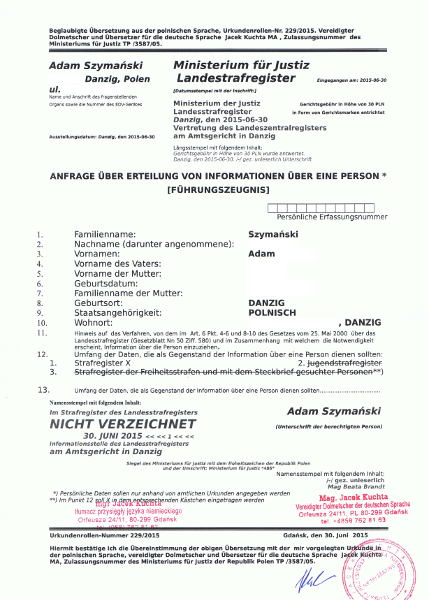 Beglaubigte Übersetzung aus der polnischen Sprache, Urkundenrollen-Nr. 229/2015. Vereidigter
Dolmetscher und Übersetzer für die deutsche Sprache Jacek Kuchta MA , Zulassungsnummer des
Ministeriums für Justiz TP /3587/05.
Adam Szymański
Danzig, Polen
ul.
Name und Anschrift des Fragenstellenden
Organs sowie die Nummer des EDV-Gerätes
Ausstellungsdatum: Danzig, den 2015-06-30
Ministerium für Justiz
Landesstrafregister
Eingegangen am: 2015-06-30
[Datumsstempel mit der Inschrift:]
Ministerium der Justiz
Landesstrafregister
Danzig, den 2015-06-30
Vertretung des Landeszentralregisters
am Amtsgericht in Danzig
Gerichtsgebühr in Höhe von 30 PLN
in Form von Gerichtsmarken entrichtet
Längsstempel mit folgendem Inhalt:
Gerichtsgebühr in Höhe von 30 PLN wurde entwertet.
Danzig, den 2015-06-30. /-/ gez. unleserlich Unterschrift
ANFRAGE ÜBER ERTEILUNG VON INFORMATIONEN ÜBER EINE PERSON *
[FÜHRUNGSZEUGNIS]
Persönliche Erfassungsnummer
1. Familienname: Szymański
2. Nachname (darunter angenommene):
3. Vornamen: Adam
4. Vorname des Vaters:
5. Vorname der Mutter:
6. Geburtsdatum:
7. Familienname der Mutter:
8. Geburtsort: DANZIG
9. Staatsangehörigkeit: POLNISCH
10. Wohnort: , DANZIG
11. Hinweis auf das Verfahren, von dem im Art. 6 Pkt. 4-6 und 8-10 des Gesetzes vom 25. Mai 2000 über das
Landesstrafregister (Gesetzblatt Nn 50 Ziff. 580) und im Zusammenhang mit welchem die Notwendigkeit
erscheint, Information über die Person einzuziehen.
12. Umfang der Daten, die als Gegenstand der Information über eine Person dienen sollten:
1. Strafregister X 2. Jugendstrafregister
3. Strafregister der Freiheitsstrafen und mit dem Steckbrief gesuchter Personen**)
13. Umfang der Daten, die als Gegenstand der Information über eine Person dienen sollten..............................
Namensstempel mit folgendem Inhalt:
Im Strafregister des Landesstrafregisters
NICHT VERZEICHNET
30. JUNI 2015 << << 1 << <<
Informationsstelle des Landesstrafregisters
am Amtsgericht in Danzig
Adam Szymański
(Unterschrift der berechtigten Person)
Siegel des Ministeriums für Justiz mit dem Hoheitszeichen der Republik Polen
und der Umschrift: Ministerium für Justiz
Namensstempel mit folgendem Inhalt:
/-/ gez. unleserlich
Mag Beata Brandt
*) Persönliche Daten sollen nur anhand von amtlichen Urkunden angegeben werden
**) Im Punkt 12 soll X in dem entsprechenden Kästchen eingetragen werden
Mgr Jacek Kuchta
tłumacz przysięgły języka niemieckiego
Orfeusza 24/11, 80-299 Gdańsk
Mag. Jacek Kuchta
Vereidigter Dolmetscher der deutschen Sprache
Orfeusza 24/11, PL 80-299 Gdańsk
Urkundenrollen-Nummer 229/2015 Gdańsk, den 30. Juni 2015
Hiermit bestätige ich die Übereinstimmung der obigen Übersetzung mit der mir vorgelegten Urkunde in
der polnischen Sprache, vereidigter Dolmetscher und Übersetzer für die deutsche Sprache Jacek Kuchta
MA, Zulassungsnummer des Ministeriums für Justiz der Republik Polen TP /3587/05.